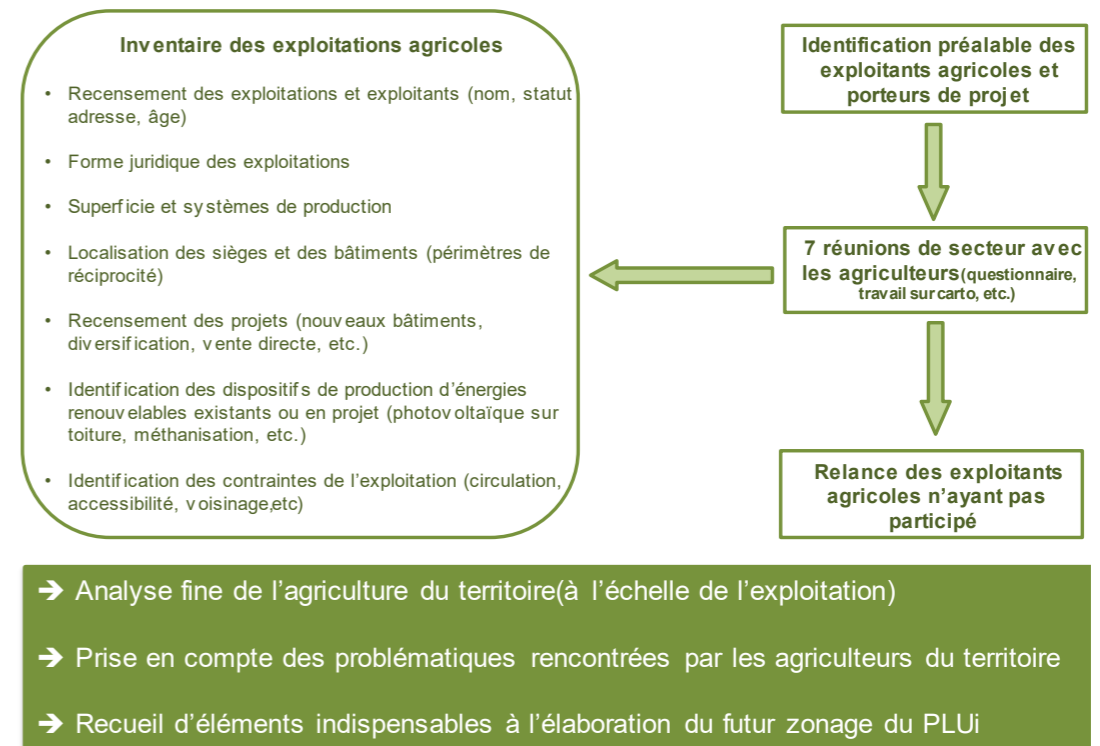 Inventaire des exploitations agricoles
• Recensement des exploitations et exploitants (nom, statut
adresse, âge)
• Forme juridique des exploitations
• Superficie et systèmes de production
• Localisation des sièges et des bâtiments (périmètres de
réciprocité)
• Recensement des projets (nouveaux bâtiments,
diversification, vente directe, etc.)
• Identification des dispositifs de production d’énergies
renouvelables existants ou en projet (photovoltaïque sur
toiture, méthanisation, etc.)
• Identification des contraintes de l’exploitation (circulation,
accessibilité, voisinage,etc)
Identification préalable des
exploitants agricoles et
porteurs de projet
7 réunions de secteur avec
les agriculteurs(questionnaire,
travail sur carto, etc.)
Relance des exploitants
agricoles n’ayant pas
participé
➔ Analyse fine de l’agriculture du territoire(à l’échelle de l’exploitation)
➔ Prise en compte des problématiques rencontrées par les agriculteurs du territoire
➔ Recueil d’éléments indispensables à l’élaboration du futur zonage du PLUi